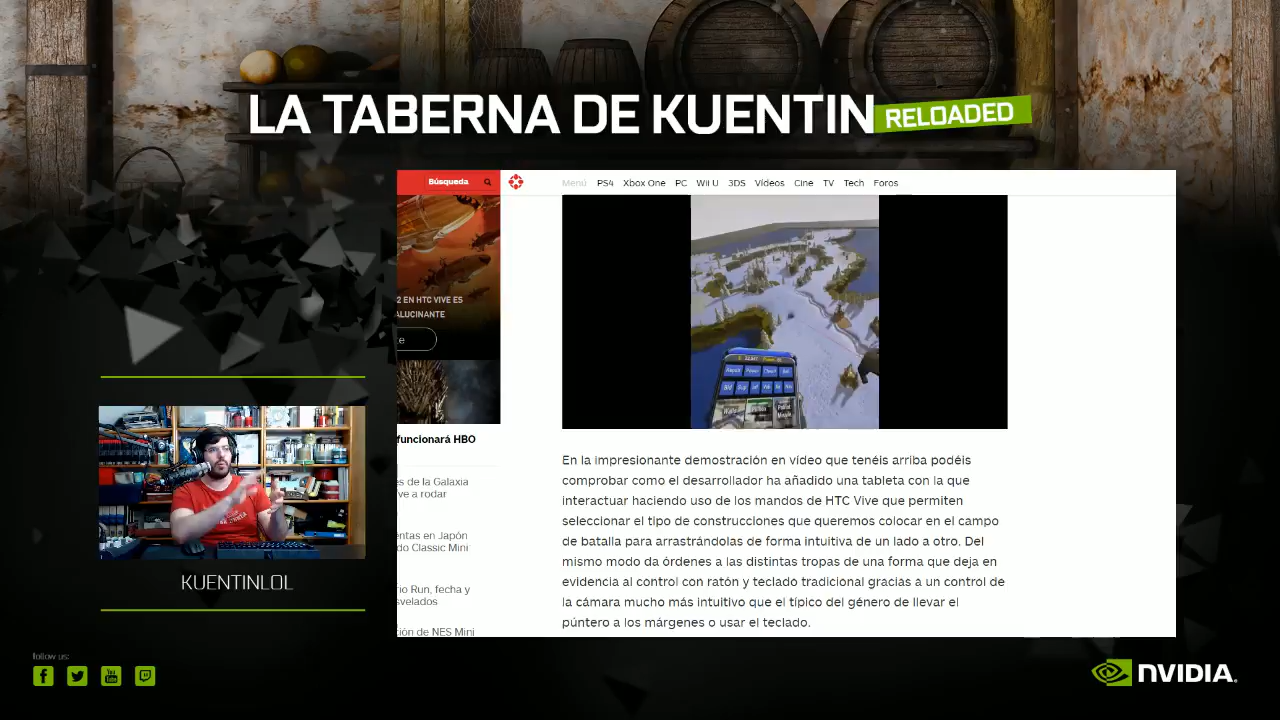 LA TABERNA DE KUENTIN
RELOADED
Búsqueda
Menú PS4 Xbox One PC Wii U 3DS Vídeos Cine TV Tech Foros
2 EN HTC VIVE ES
ALUCINANTE
te
funcionará HBO
es de la Galaxia
ve a rodar
entas en Japón
do Classic Mini
rio Run, fecha y
svelados
ción de NES Mini
En la impresionante demostración en vídeo que tenéis arriba podéis
comprobar como el desarrollador ha añadido una tableta con la que
interactuar haciendo uso de los mandos de HTC Vive que permiten
seleccionar el tipo de construcciones que queremos colocar en el campo
de batalla para arrastrándolas de forma intuitiva de un lado a otro. Del
mismo modo da órdenes a las distintas tropas de una forma que deja en
evidencia al control con ratón y teclado tradicional gracias a un control de
la cámara mucho más intuitivo que el típico del género de llevar el
púntero a los márgenes o usar el teclado.
KUENTINLOL
follow us:
NVIDIA.